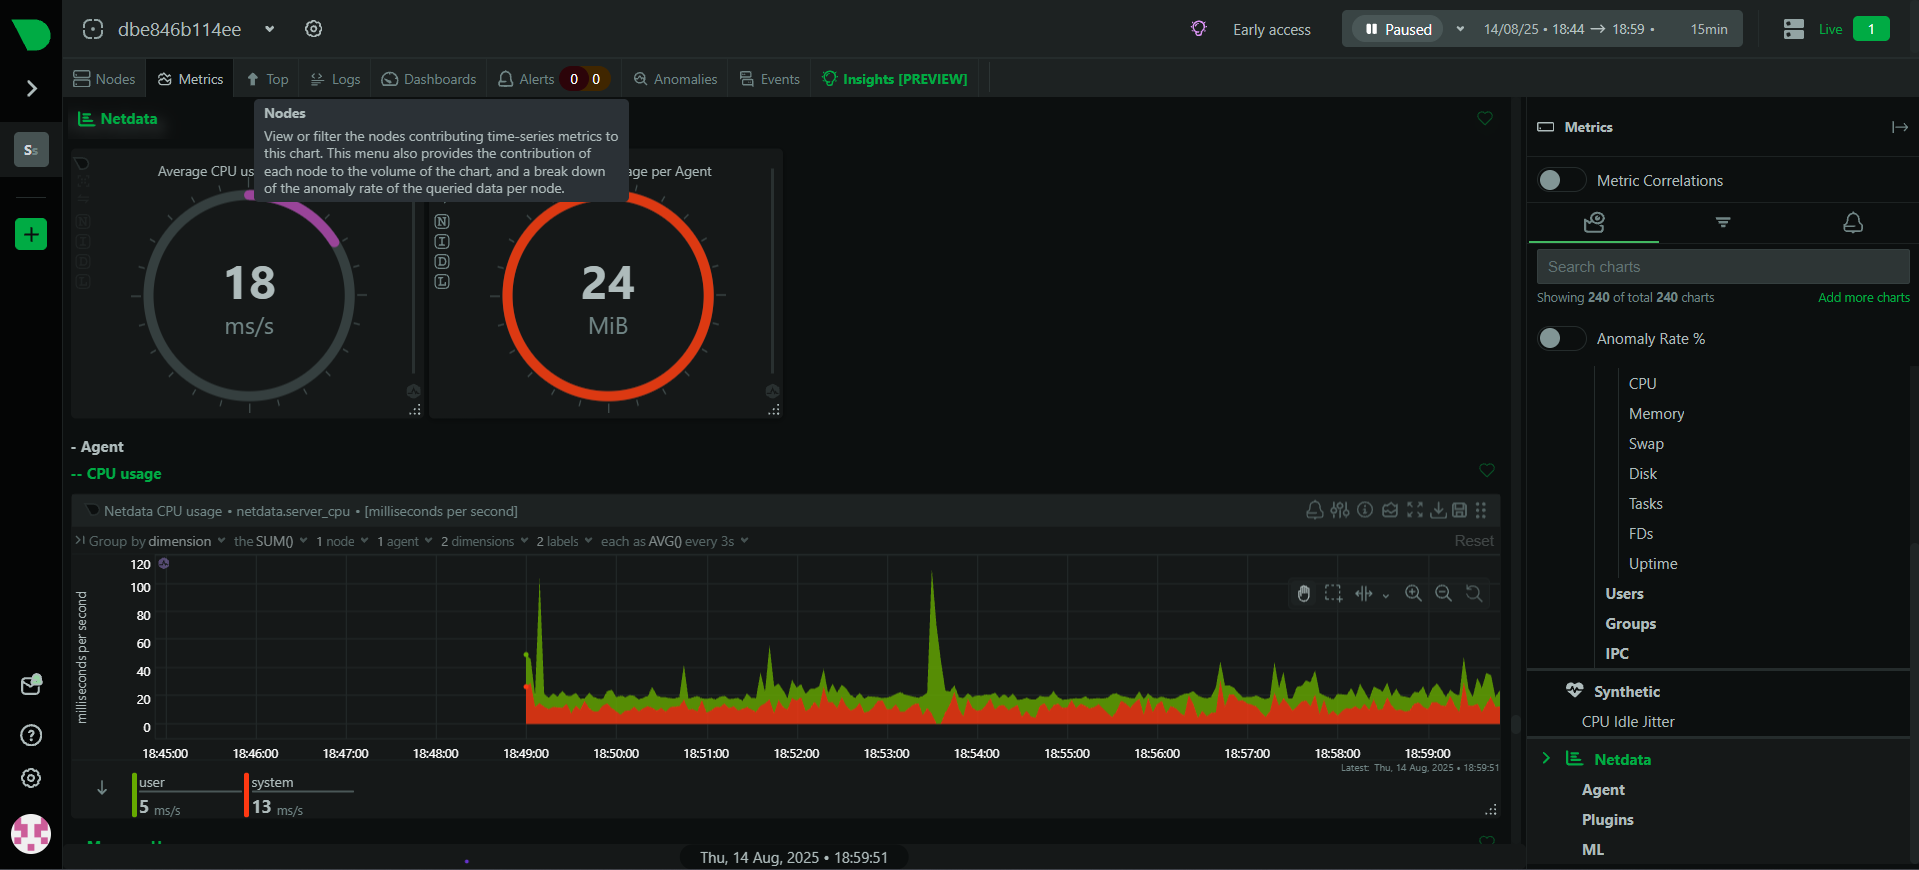 dbe846b114ee
Early access
Paused
14/08/25 • 18:44 → 18:59 •
15min
Live
1
Nodes
Metrics
Top
Logs
Dashboards
Alerts
0
0
Anomalies
Events
Insights [PREVIEW]
Ss
Netdata
Nodes
View or filter the nodes contributing time-series metrics to
this chart. This menu also provides the contribution of
each node to the volume of the chart, and a break down
of the anomaly rate of the queried data per node.
Average CPU us
18
ms/s
N
I
D
L
age per Agent
24
MiB
N
I
D
L
- Agent
-- CPU usage
Netdata CPU usage • netdata.server_cpu • [milliseconds per second]
Group by dimension the SUM() 1 node 1 agent 2 dimensions 2 labels each as AVG() every 3s
Reset
milliseconds per second
120
100
80
60
40
20
0
18:45:00 18:46:00 18:47:00 18:48:00 18:49:00 18:50:00 18:51:00 18:52:00 18:53:00 18:54:00 18:55:00 18:56:00 18:57:00 18:58:00 18:59:00
Latest: Thu, 14 Aug, 2025 • 18:59:51
user
5 ms/s
system
13 ms/s
Thu, 14 Aug, 2025 • 18:59:51
Metrics
Metric Correlations
Search charts
Showing 240 of total 240 charts
Add more charts
Anomaly Rate %
CPU
Memory
Swap
Disk
Tasks
FDs
Uptime
Users
Groups
IPC
Synthetic
CPU Idle Jitter
Netdata
Agent
Plugins
ML